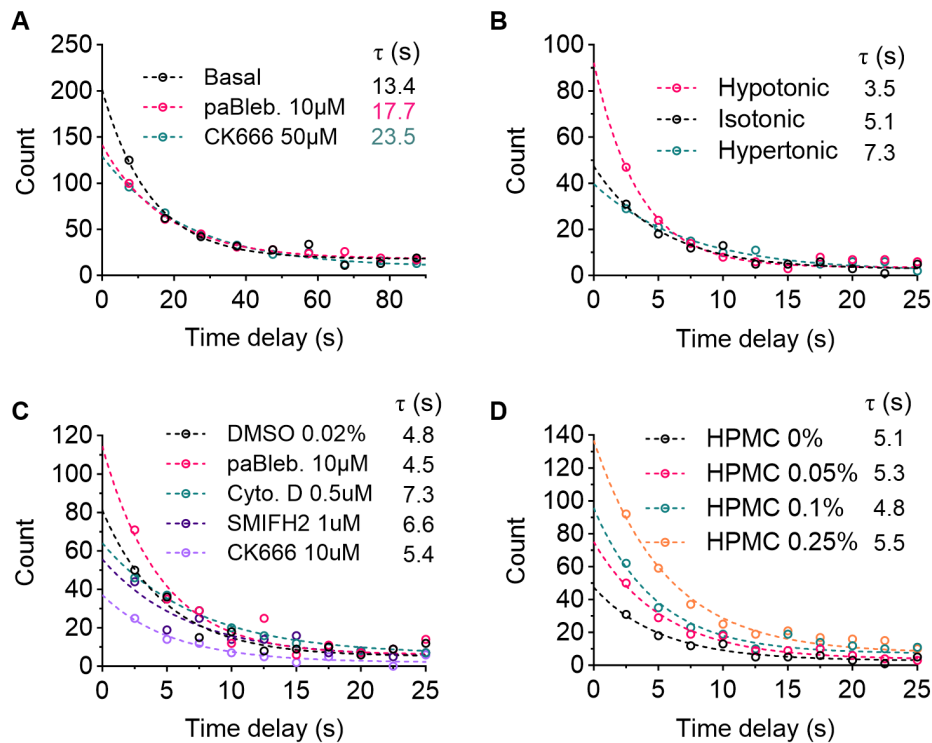 A
τ (s)
Basal 13.4
paBleb. 10μM 17.7
CK666 50μM 23.5
Count
250
200
150
100
50
0
0 20 40 60 80
Time delay (s)
B
τ (s)
Hypotonic 3.5
Isotonic 5.1
Hypertonic 7.3
Count
100
80
60
40
20
0
0 5 10 15 20 25
Time delay (s)
C
τ (s)
DMSO 0.02% 4.8
paBleb. 10μM 4.5
Cyto. D 0.5uM 7.3
SMIFH2 1uM 6.6
CK666 10uM 5.4
Count
120
100
80
60
40
20
0
0 5 10 15 20 25
Time delay (s)
D
τ (s)
HPMC 0% 5.1
HPMC 0.05% 5.3
HPMC 0.1% 4.8
HPMC 0.25% 5.5
Count
140
120
100
80
60
40
20
0
0 5 10 15 20 25
Time delay (s)